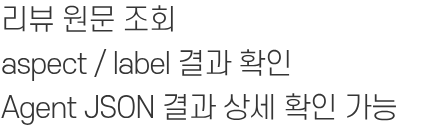 리뷰 원문 조회
aspect / label 결과 확인
Agent JSON 결과 상세 확인 가능